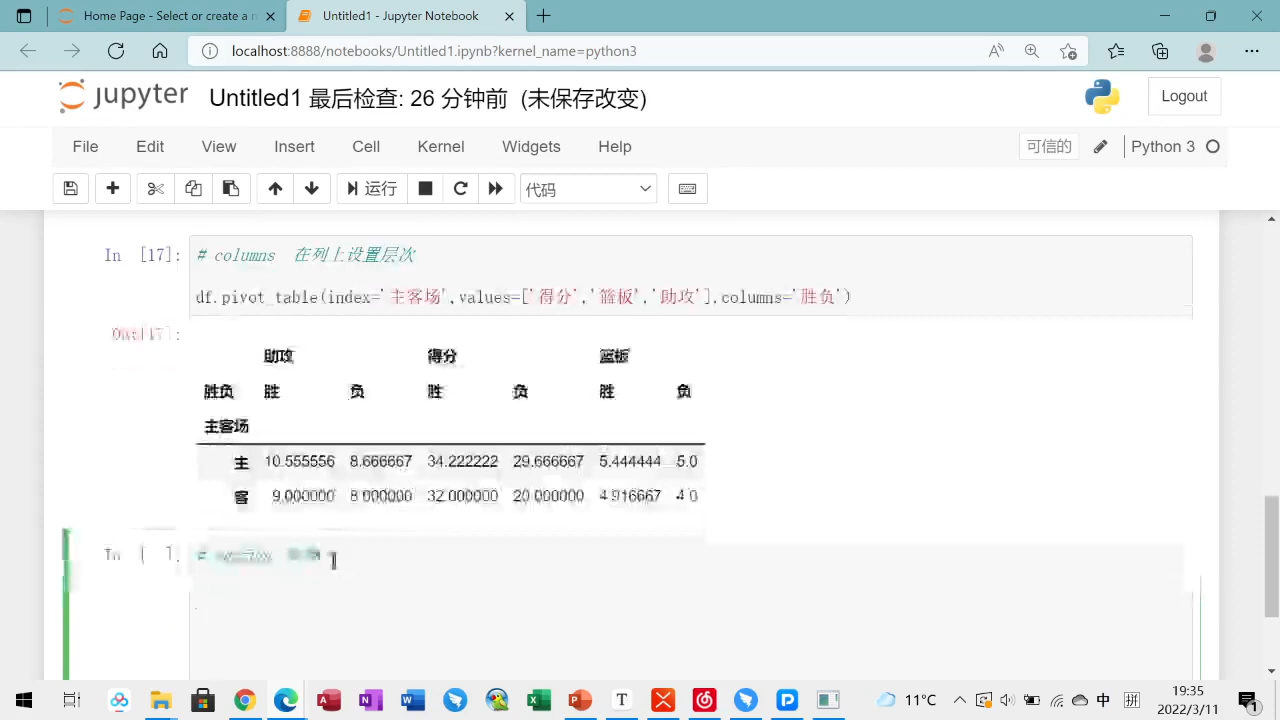 Home Page - Select or create a n
Untitled1 - Jupyter Notebook
localhost:8888/notebooks/Untitled1.ipynb?kernel_name=python3
jupyter
Untitled1 最后检查: 26 分钟前 (未保存改变)
Logout
File Edit View Insert Cell Kernel Widgets Help
可信的
Python 3
运行
代码
In [17]:
# columns 在列上设置层次
df.pivot_table(index='主客场',values=['得分','篮板','助攻'],columns='胜负')
助攻 得分 篮板
胜负 胜 负 胜 负 胜 负
主客场
主 10.555556 8.666667 34.222222 29.666667 5.444444 5.0
客 9.000000 8.000000 32.000000 20.000000 4.916667 4.0
In [ ]:
11°C
中
拼
19:35
2022/3/11